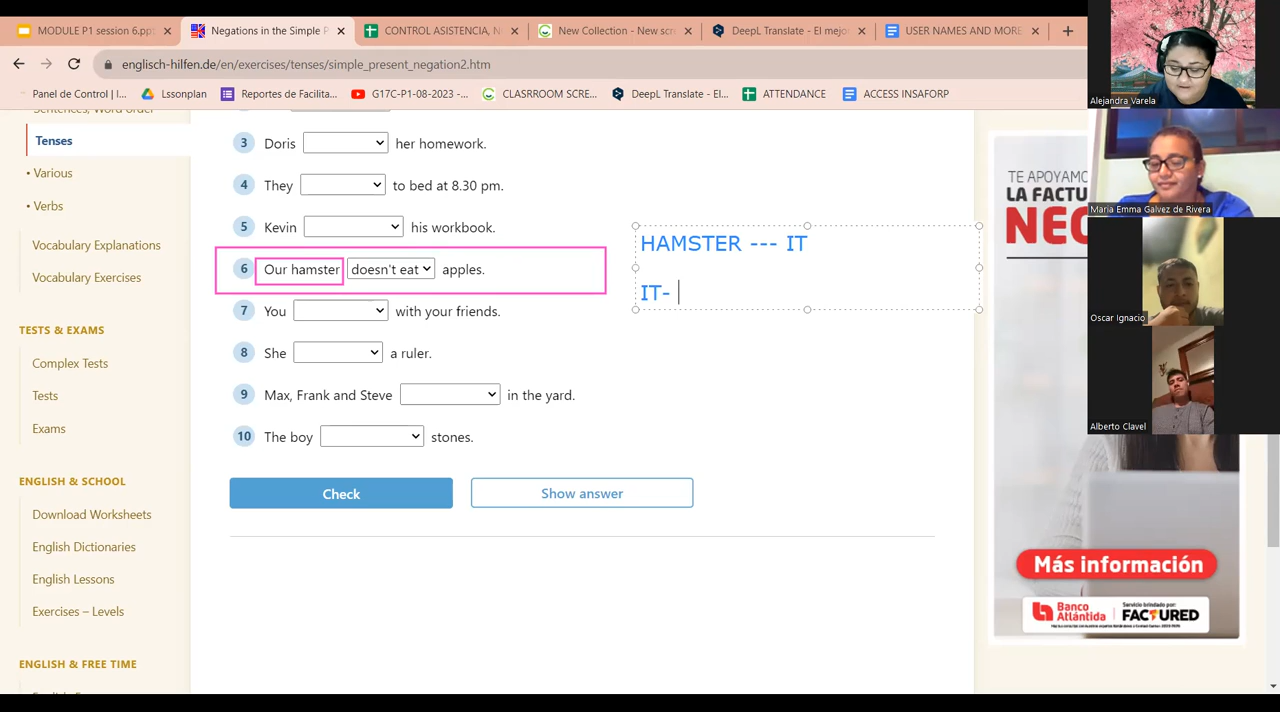 MODULE P1 session 6.pp
Negations in the Simple P
CONTROL ASISTENCIA, N
New Collection - New scr
DeepL Translate - El mejo
USER NAMES AND MORE
englisch-hilfen.de/en/exercises/tenses/simple_present_negation2.htm
Panel de Control | I...
Lssonplan
Reportes de Facilita...
G17C-P1-08-2023 -...
CLASRROOM SCRE...
DeepL Translate - El...
ATTENDANCE
ACCESS INSAFORP
Sentences, Word order
Tenses
• Various
• Verbs
Vocabulary Explanations
Vocabulary Exercises
TESTS & EXAMS
Complex Tests
Tests
Exams
ENGLISH & SCHOOL
Download Worksheets
English Dictionaries
English Lessons
Exercises – Levels
ENGLISH & FREE TIME
3 Doris her homework.
4 They to bed at 8.30 pm.
5 Kevin his workbook.
6 Our hamster doesn't eat apples.
7 You with your friends.
8 She a ruler.
9 Max, Frank and Steve in the yard.
10 The boy stones.
Check
Show answer
HAMSTER --- IT
IT-
TE APOYAMO
LA FACTU
NEG
Más información
Banco Atlántida
Servicio brindado por:
FACTURED
Alejandra Varela
Maria Emma Galvez de Rivera
Oscar Ignacio
Alberto Clavel